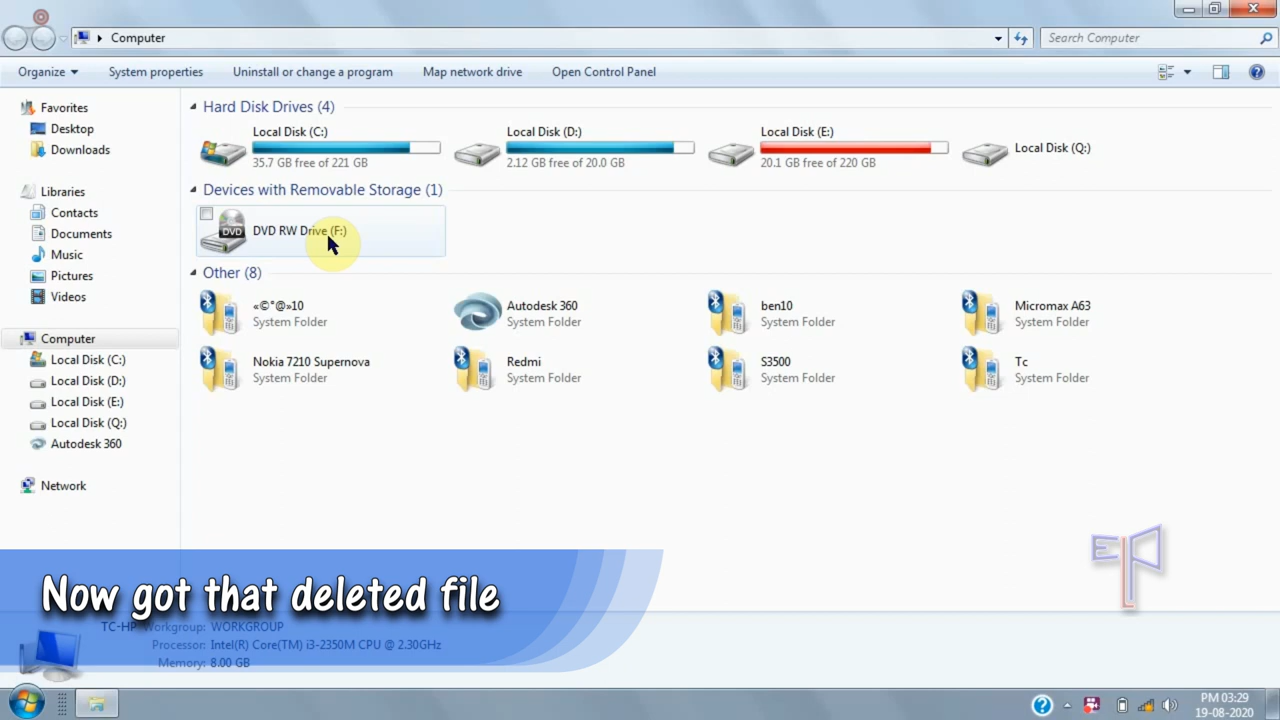 Computer
Search Computer
Organize
System properties
Uninstall or change a program
Map network drive
Open Control Panel
Favorites
Desktop
Downloads
Libraries
Contacts
Documents
Music
Pictures
Videos
Computer
Local Disk (C:)
Local Disk (D:)
Local Disk (E:)
Local Disk (Q:)
Autodesk 360
Network
Hard Disk Drives (4)
Local Disk (C:)
35.7 GB free of 221 GB
Local Disk (D:)
2.12 GB free of 20.0 GB
Local Disk (E:)
20.1 GB free of 220 GB
Local Disk (Q:)
Devices with Removable Storage (1)
DVD
DVD RW Drive (F:)
Other (8)
«©°@»10
System Folder
Autodesk 360
System Folder
ben10
System Folder
Micromax A63
System Folder
Nokia 7210 Supernova
System Folder
Redmi
System Folder
S3500
System Folder
Tc
System Folder
Now got that deleted file
TC-HP Workgroup: WORKGROUP
Processor: Intel(R) Core(TM) i3-2350M CPU @ 2.30GHz
Memory: 8.00 GB
PM 03:29
19-08-2020